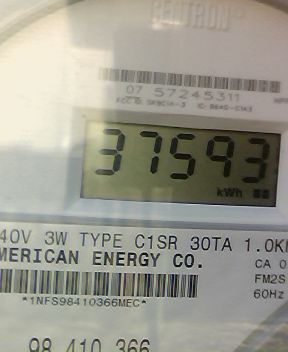 CENTRON®
07 57245311
37593
kWh
40V 3W TYPE C1SR 30TA 1.0K
MERICAN ENERGY CO.
CA 0
FM2S
60Hz
*1NFS98410366MEC*
98 410 366